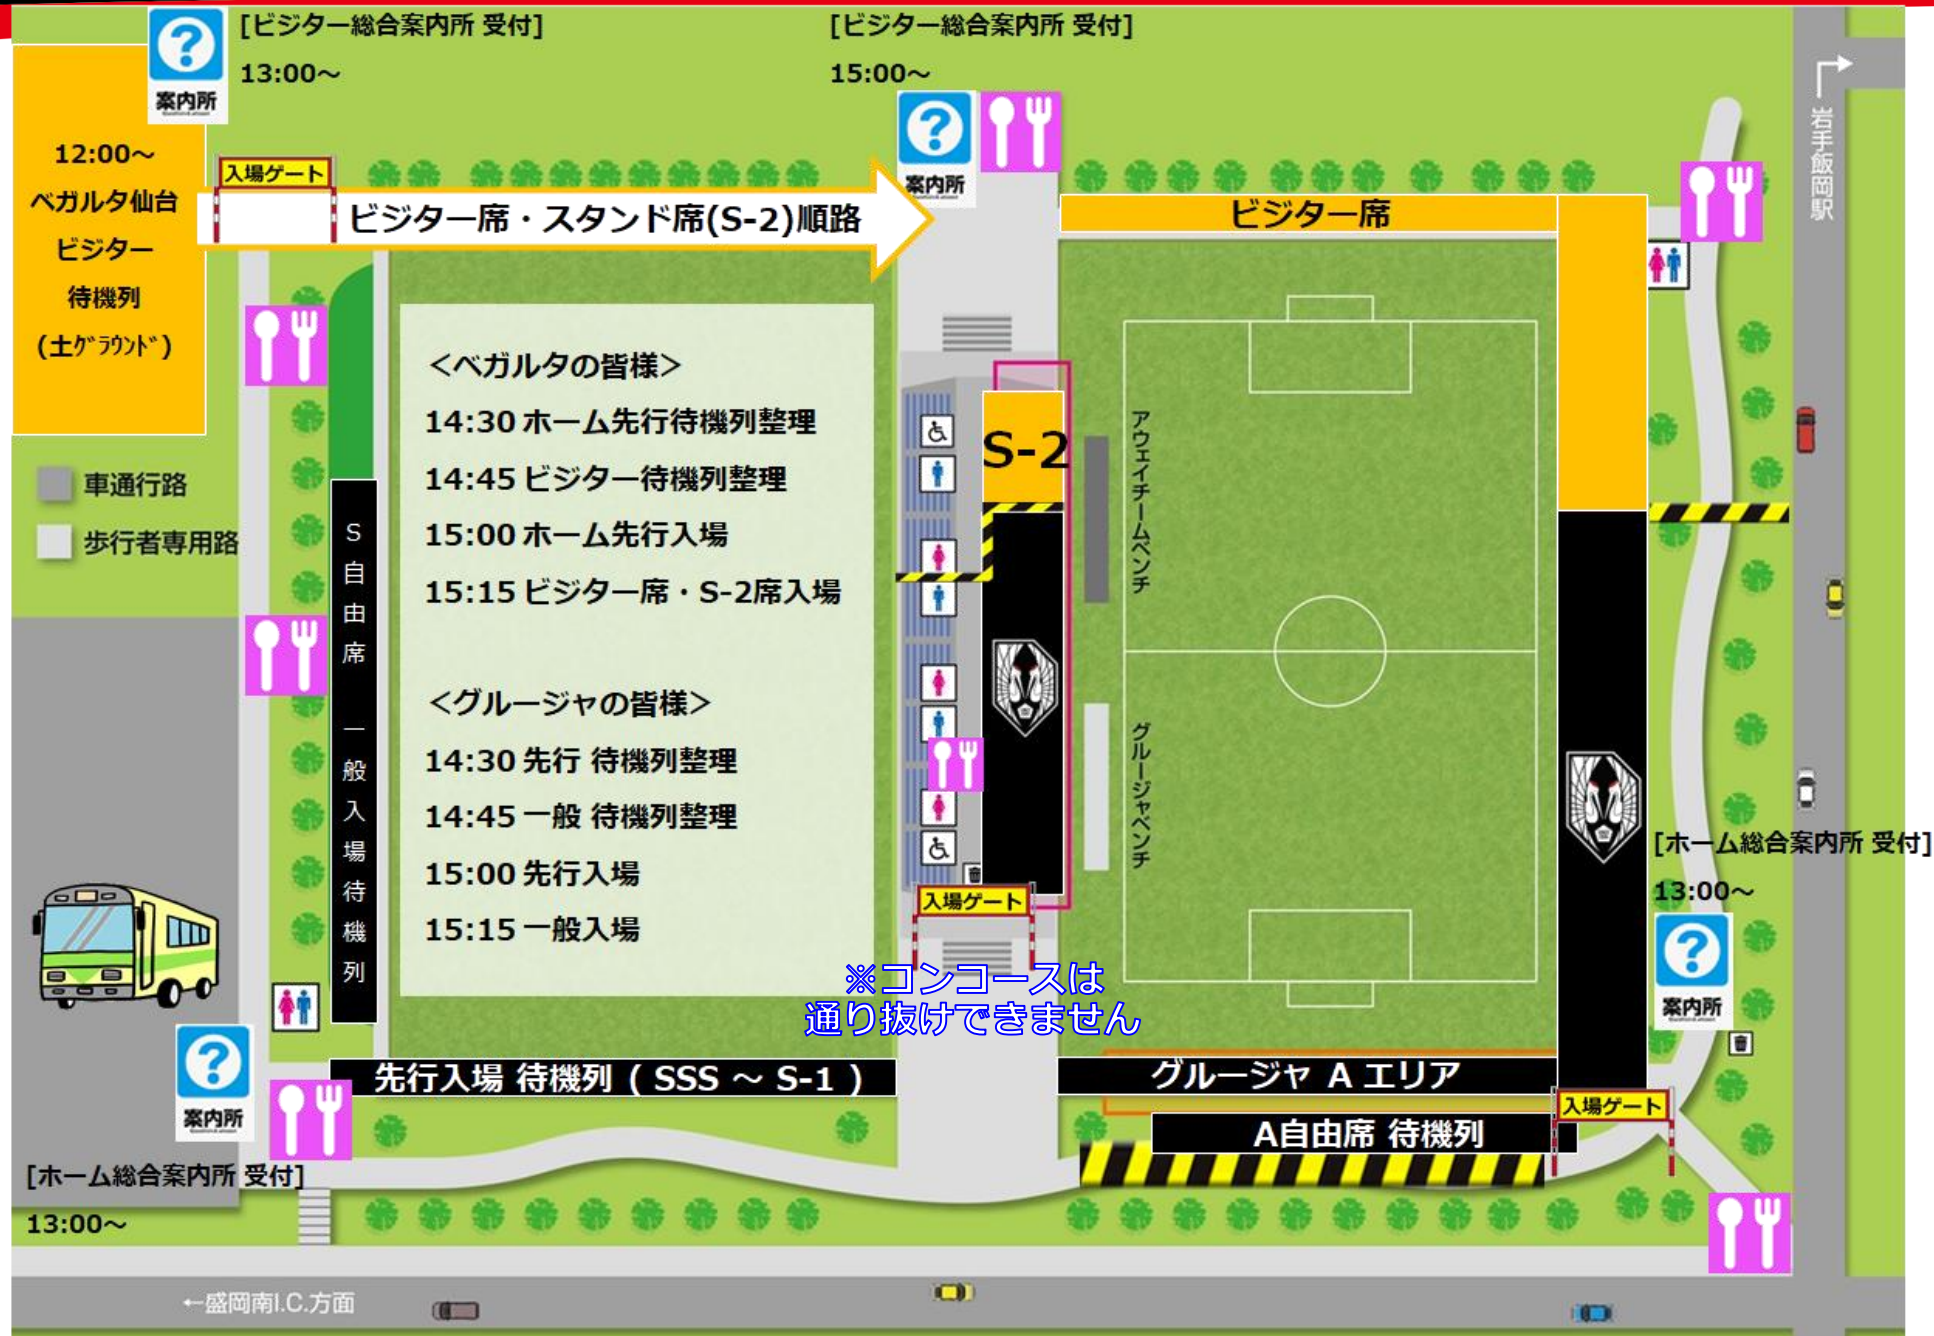 [ビジター総合案内所 受付]
13:00～
[ビジター総合案内所 受付]
15:00～
案内所
案内所
12:00～
ベガルタ仙台
ビジター
待機列
(土ｸﾞﾗｳﾝﾄﾞ)
入場ゲート
ビジター席・スタンド席(S-2)順路
ビジター席
岩手飯岡駅
車通行路
歩行者専用路
S自由席 一般入場待機列
＜ベガルタの皆様＞
14:30 ホーム先行待機列整理
14:45 ビジター待機列整理
15:00 ホーム先行入場
15:15 ビジター席・S-2席入場
＜グルージャの皆様＞
14:30 先行 待機列整理
14:45 一般 待機列整理
15:00 先行入場
15:15 一般入場
S-2
アウェイチームベンチ
グルージャベンチ
入場ゲート
※コンコースは
通り抜けできません
[ホーム総合案内所 受付]
13:00～
案内所
案内所
先行入場 待機列 ( SSS ～ S-1 )
グルージャ A エリア
A自由席 待機列
入場ゲート
[ホーム総合案内所 受付]
13:00～
←盛岡南I.C.方面